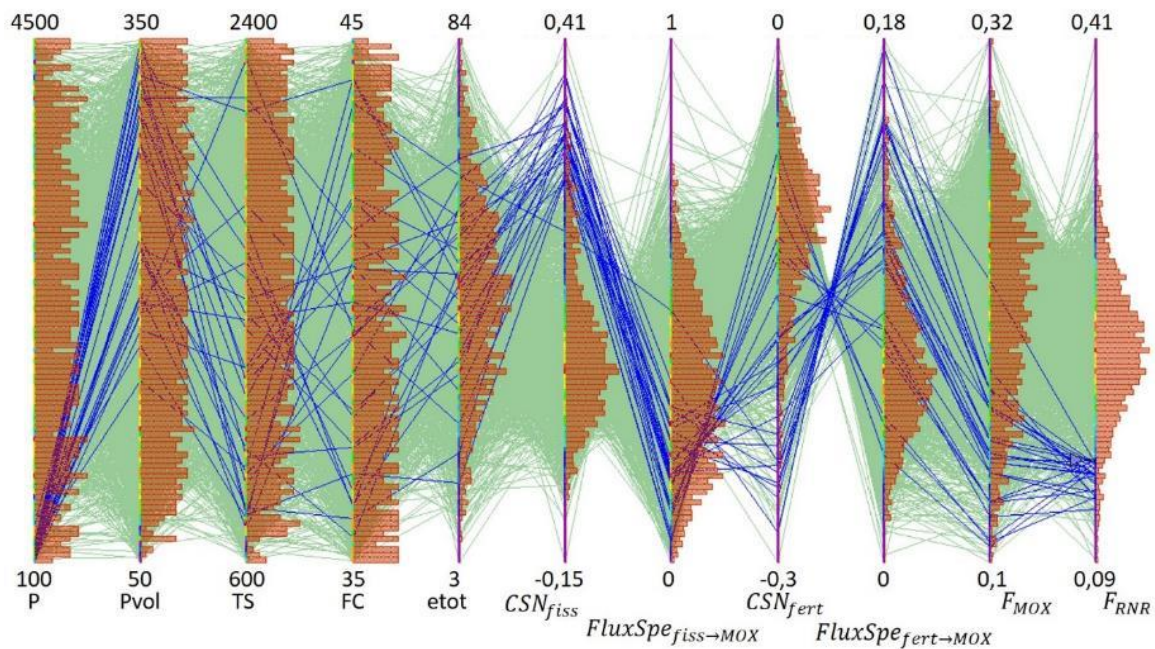 4500 350 2400 45 84 0,41 1 0 0,18 0,32 0,41
100 50 600 35 3 -0,15 0 -0,3 0 0,1 0,09
P Pvol TS FC etot CSN_fiss FluxSpe_fiss→MOX CSN_fert FluxSpe_fert→MOX F_MOX F_RNR